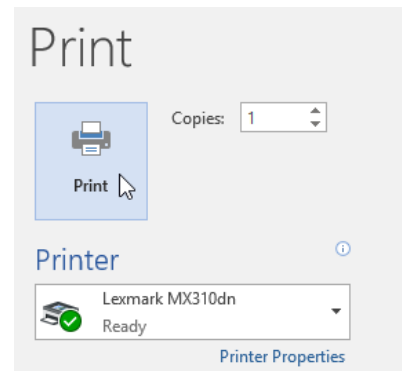 Print
Copies: 1
Print
Printer
Lexmark MX310dn
Ready
Printer Properties